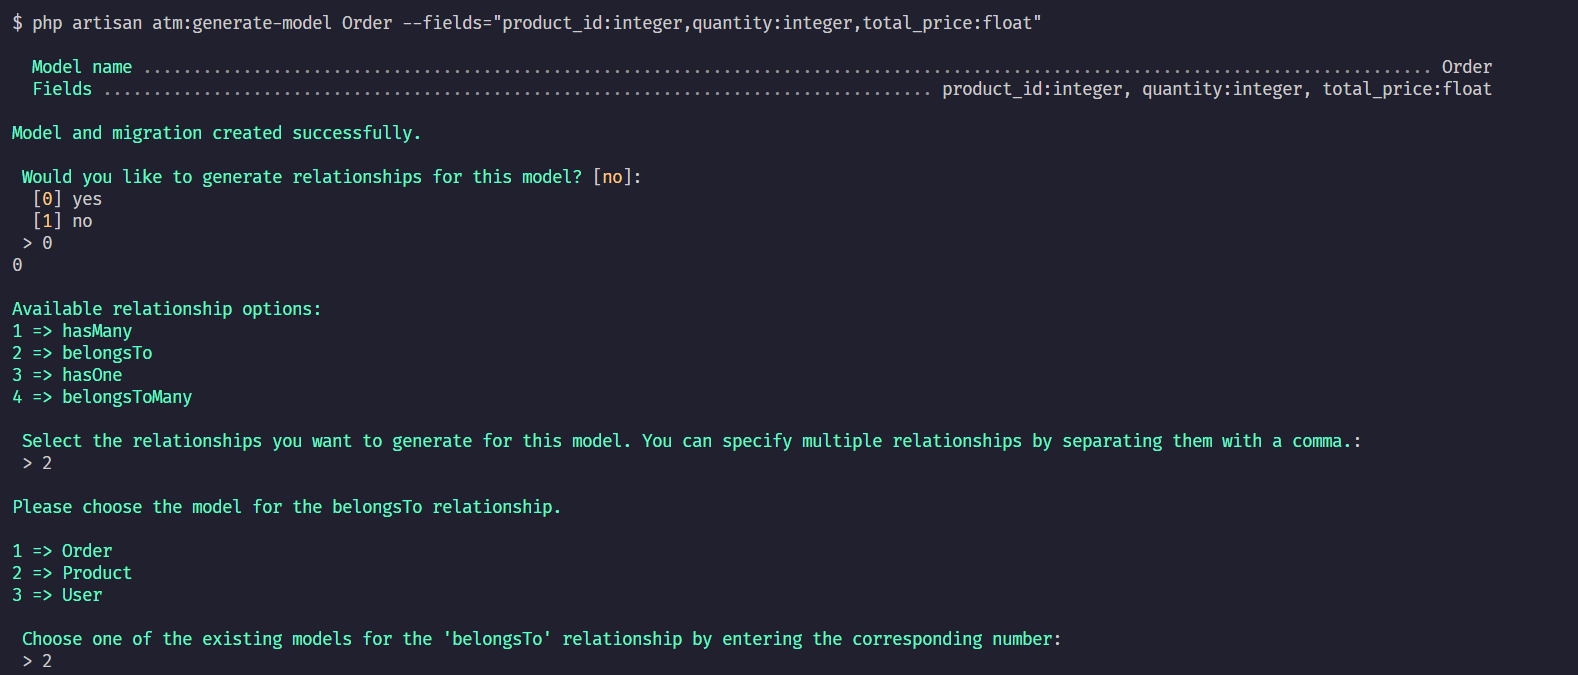 $ php artisan atm:generate-model Order --fields="product_id:integer,quantity:integer,total_price:float"
Model name ................................................................................................................................. Order
Fields ................................................................................... product_id:integer, quantity:integer, total_price:float
Model and migration created successfully.
Would you like to generate relationships for this model? [no]:
[0] yes
[1] no
> 0
0
Available relationship options:
1 => hasMany
2 => belongsTo
3 => hasOne
4 => belongsToMany
Select the relationships you want to generate for this model. You can specify multiple relationships by separating them with a comma.:
> 2
Please choose the model for the belongsTo relationship.
1 => Order
2 => Product
3 => User
Choose one of the existing models for the 'belongsTo' relationship by entering the corresponding number:
> 2